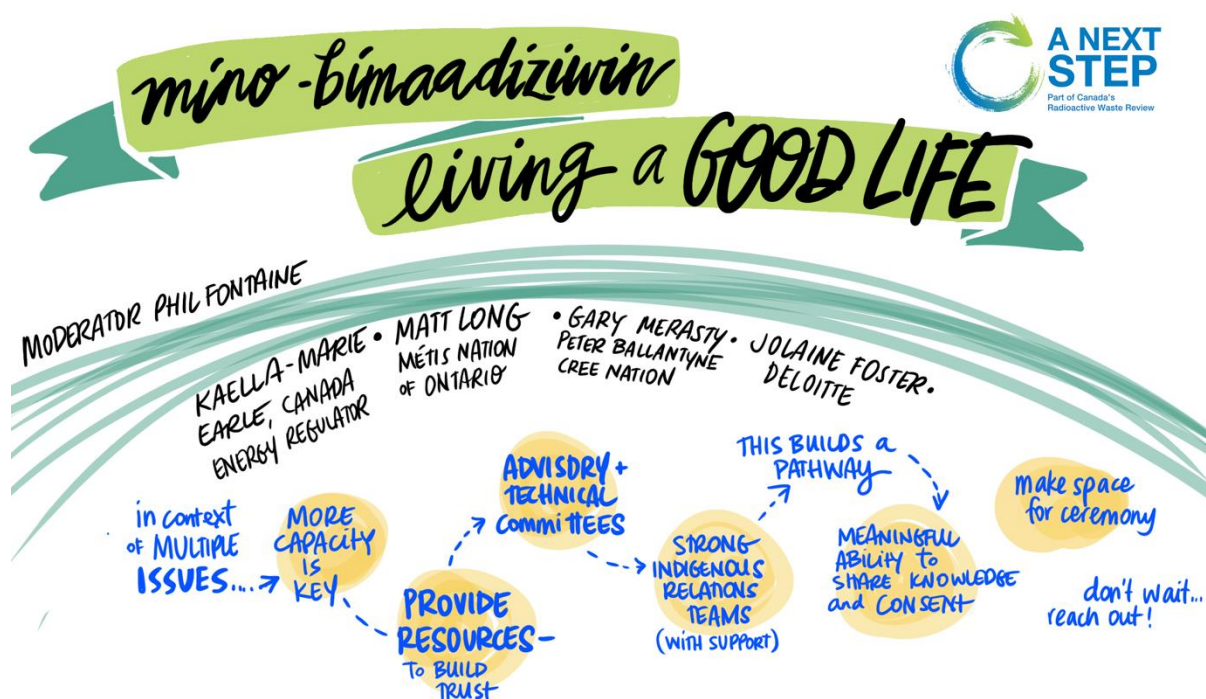 mino-bimaadiziwin
living a GOOD LIFE
A NEXT
STEP
Part of Canada's
Radioactive Waste Review
MODERATOR PHIL FONTAINE
KAELLA-MARIE •
EARLE, CANADA
ENERGY REGULATOR
MATT LONG
MÉTIS NATION
OF ONTARIO
• GARY MERASTY •
PETER BALLANTYNE
CREE NATION
JOLAINE FOSTER •
DELOITTE
in context
of MULTIPLE
ISSUES....
MORE
CAPACITY
IS
KEY
PROVIDE
RESOURCES—
TO BUILD
TRUST
ADVISORY +
TECHNICAL
COMMITTEES
STRONG
INDIGENOUS
RELATIONS
TEAMS
(WITH SUPPORT)
THIS BUILDS a
PATHWAY
MEANINGFUL
ABILITY to
SHARE KNOWLEDGE
and CONSENT
make space
for ceremony
don't wait...
reach out!